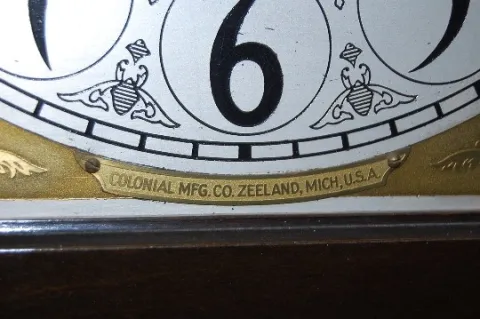 6
COLONIAL MFG. CO. ZEELAND, MICH, U.S.A.